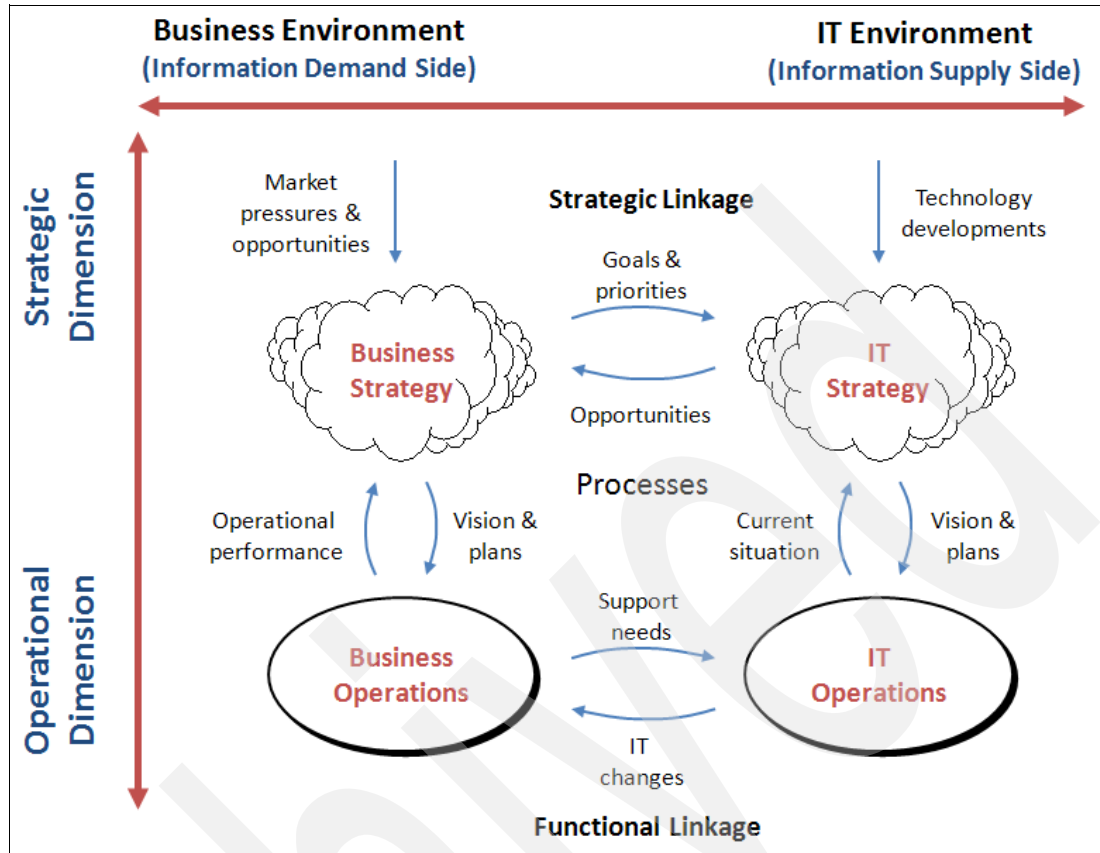 Business Environment
(Information Demand Side)
IT Environment
(Information Supply Side)
Strategic
Dimension
Market
pressures &
opportunities
Strategic Linkage
Technology
developments
Goals &
priorities
Business
Strategy
IT
Strategy
Opportunities
Processes
Operational
performance
Vision &
plans
Current
situation
Vision &
plans
Operational
Dimension
Support
needs
Business
Operations
IT
Operations
IT
changes
Functional Linkage